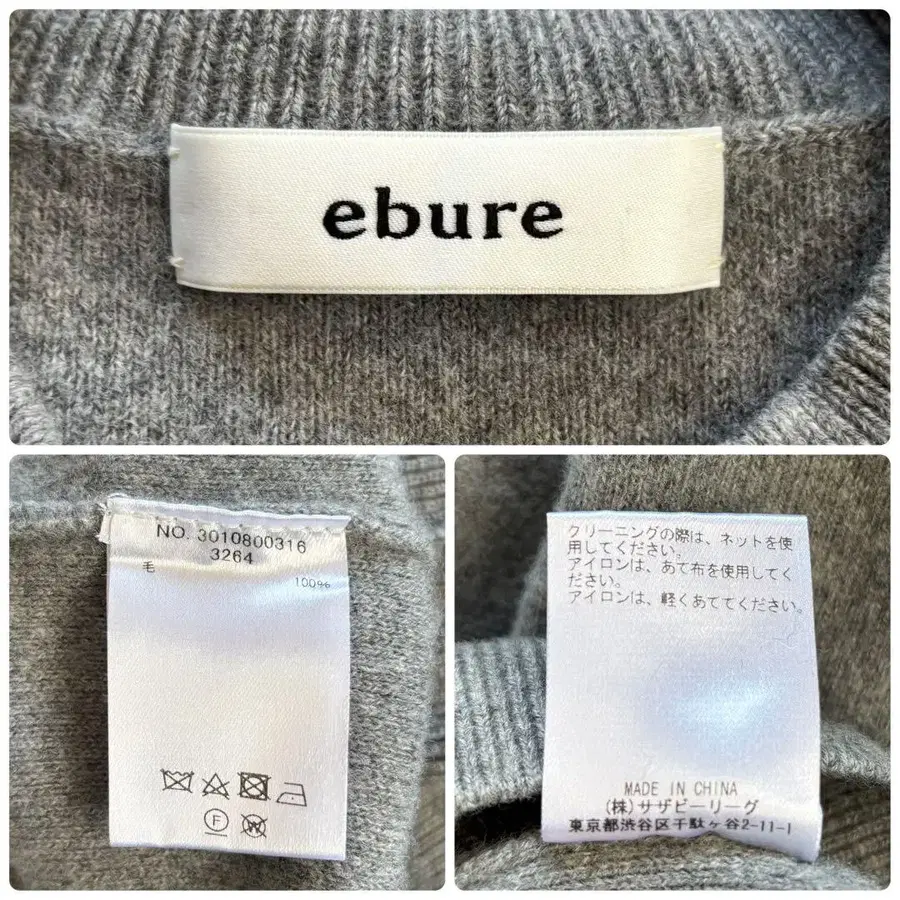 ebure
NO. 3010800316
3264
毛 100%
F
W
クリーニングの際は、ネットを使
用してください。
アイロンは、あて布を使用してく
ださい。
アイロンは、軽くあててください。
MADE IN CHINA
(株)サザビーリーグ
東京都渋谷区千駄ヶ谷2-11-1